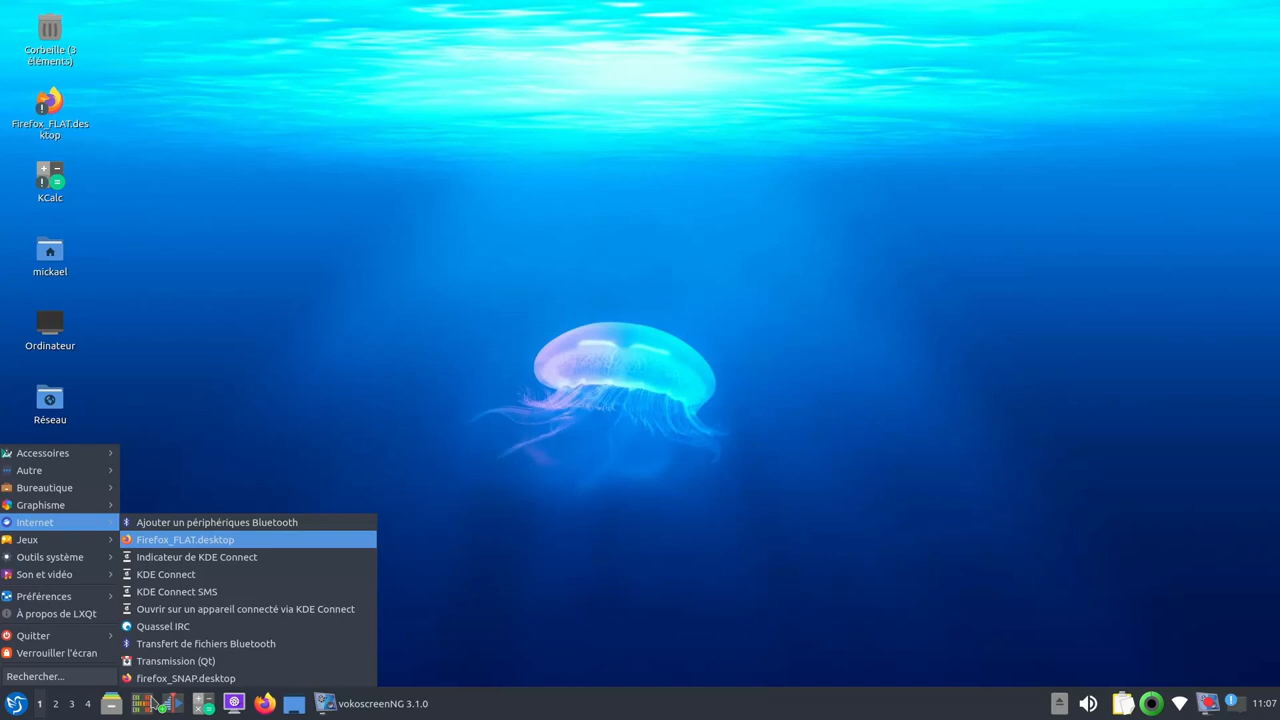 Corbeille (3
éléments)
Firefox_FLAT.des
ktop
KCalc
mickael
Ordinateur
Réseau
Accessoires
Autre
Bureautique
Graphisme
Internet
Jeux
Outils système
Son et vidéo
Préférences
À propos de LXQt
Quitter
Verrouiller l'écran
Rechercher...
Ajouter un périphériques Bluetooth
Firefox_FLAT.desktop
Indicateur de KDE Connect
KDE Connect
KDE Connect SMS
Ouvrir sur un appareil connecté via KDE Connect
Quassel IRC
Transfert de fichiers Bluetooth
Transmission (Qt)
firefox_SNAP.desktop
1 2 3 4 vokoscreenNG 3.1.0 11:07